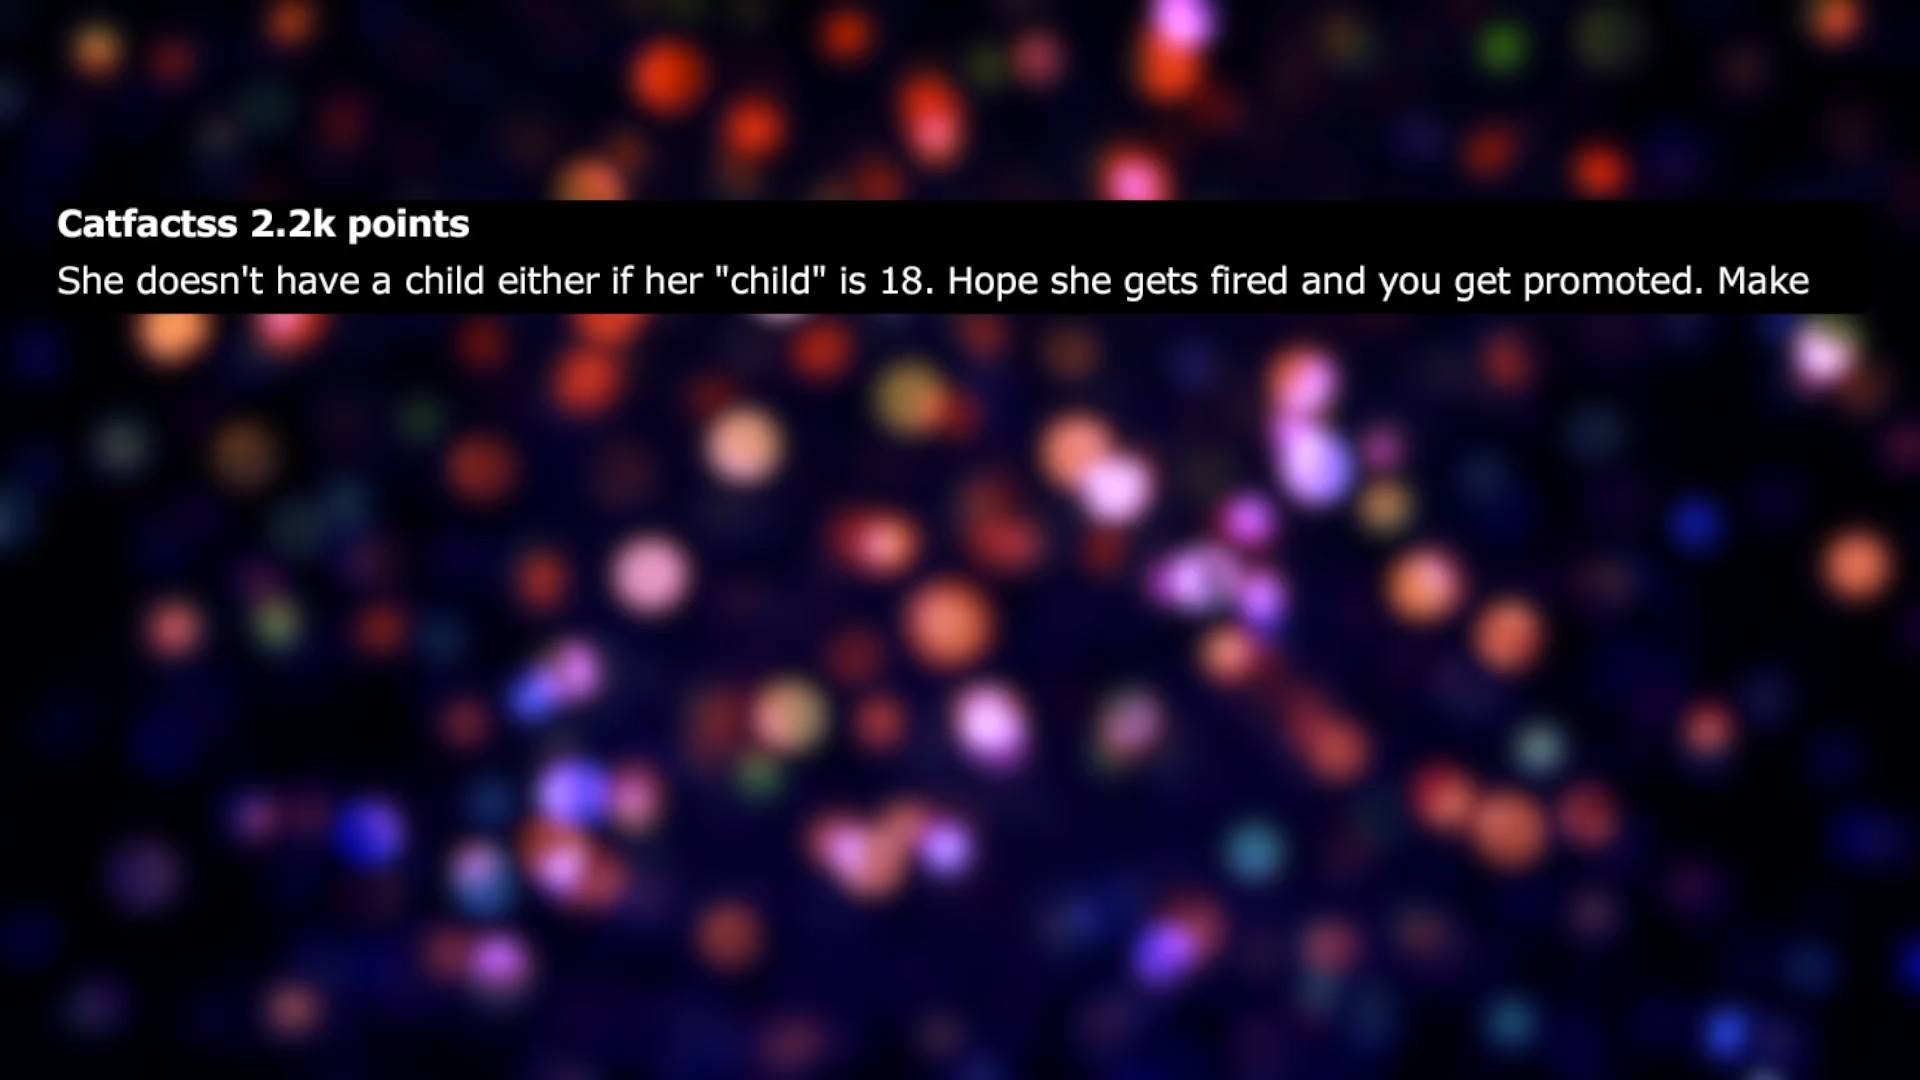 Catfactss 2.2k points
She doesn't have a child either if her "child" is 18. Hope she gets fired and you get promoted. Make